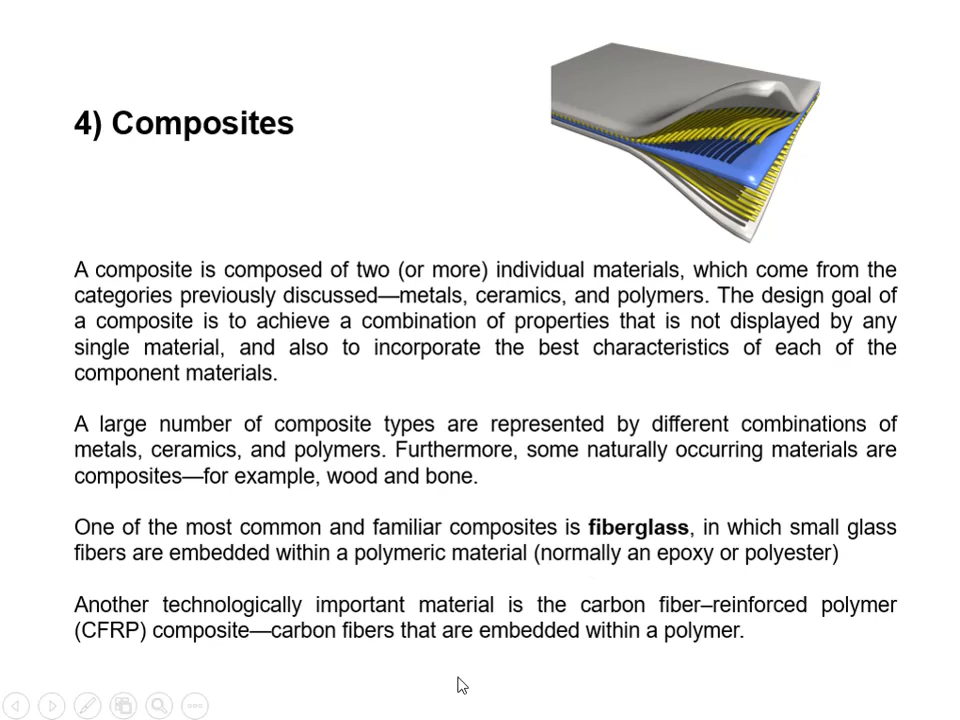 4) Composites
A composite is composed of two (or more) individual materials, which come from the
categories previously discussed—metals, ceramics, and polymers. The design goal of
a composite is to achieve a combination of properties that is not displayed by any
single material, and also to incorporate the best characteristics of each of the
component materials.
A large number of composite types are represented by different combinations of
metals, ceramics, and polymers. Furthermore, some naturally occurring materials are
composites—for example, wood and bone.
One of the most common and familiar composites is fiberglass, in which small glass
fibers are embedded within a polymeric material (normally an epoxy or polyester)
Another technologically important material is the carbon fiber–reinforced polymer
(CFRP) composite—carbon fibers that are embedded within a polymer.